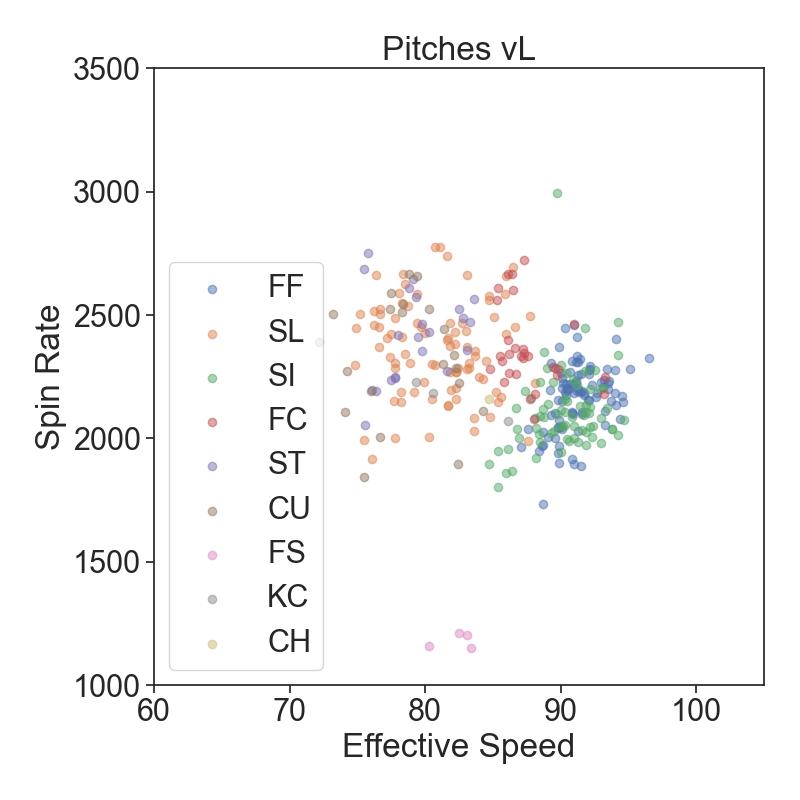 Pitches vL
3500
3000
2500
2000
1500
1000
Spin Rate
FF
SL
SI
FC
ST
CU
FS
KC
CH
60 70 80 90 100
Effective Speed